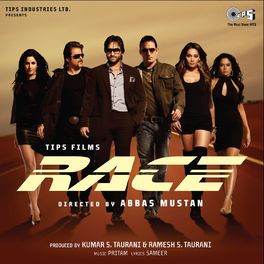 TIPS INDUSTRIES LTD.
PRESENTS
Tips
TIPS FILMS
RACE
DIRECTED BY ABBAS MUSTAN
PRODUCED BY KUMAR S. TAURANI & RAMESH S. TAURANI
MUSIC PRITAM LYRICS SAMEER